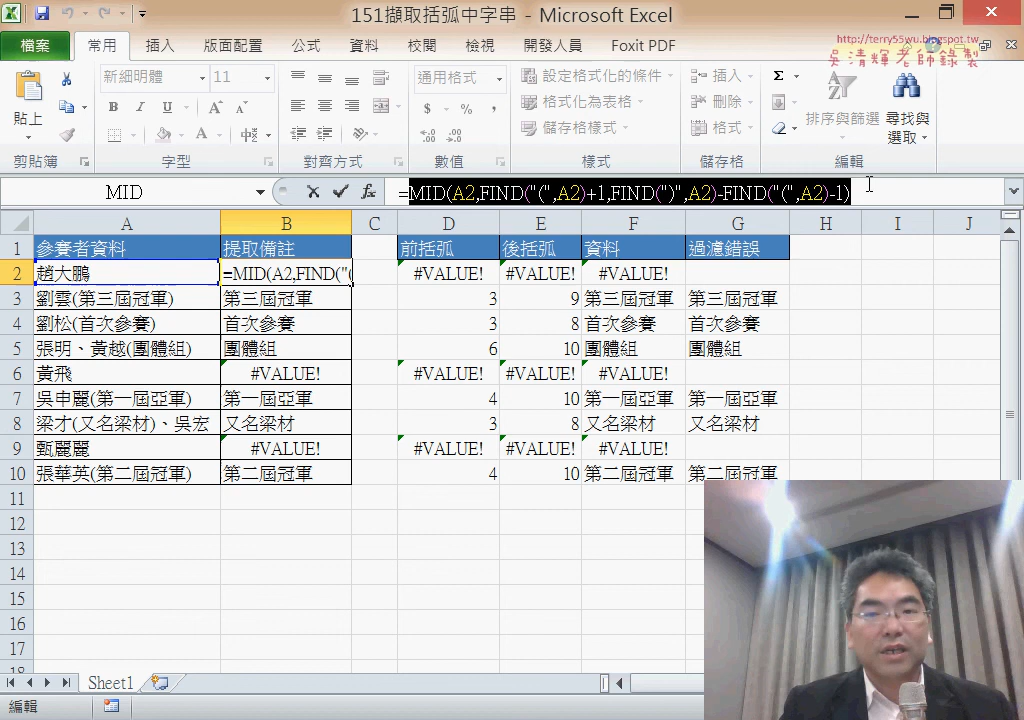 151擷取括弧中字串 - Microsoft Excel
檔案 常用 插入 版面配置 公式 資料 校閱 檢視 開發人員 Foxit PDF
http://terry55wu.blogspot.tw
吳清輝老師錄製
新細明體 11 通用格式 設定格式化的條件 插入 Σ
貼上 B I U A A 格式化為表格 刪除 排序與篩選 尋找與選取
$ % , 儲存格樣式 格式
剪貼簿 字型 對齊方式 數值 樣式 儲存格 編輯
MID =MID(A2,FIND("(",A2)+1,FIND(")",A2)-FIND("(",A2)-1)
A B C D E F G H I J
1 參賽者資料 提取備註 前括弧 後括弧 資料 過濾錯誤
2 趙大鵬 =MID(A2,FIND("( #VALUE! #VALUE! #VALUE!
3 劉雲(第三屆冠軍) 第三屆冠軍 3 9 第三屆冠軍 第三屆冠軍
4 劉松(首次參賽) 首次參賽 3 8 首次參賽 首次參賽
5 張明、黃越(團體組) 團體組 6 10 團體組 團體組
6 黃飛 #VALUE! #VALUE! #VALUE! #VALUE!
7 吳申麗(第一屆亞軍) 第一屆亞軍 4 10 第一屆亞軍 第一屆亞軍
8 梁才(又名梁材)、吳宏 又名梁材 3 8 又名梁材 又名梁材
9 甄麗麗 #VALUE! #VALUE! #VALUE! #VALUE!
10 張華英(第二屆冠軍) 第二屆冠軍 4 10 第二屆冠軍 第二屆冠軍
11
12
13
14
15
16
17
18
Sheet1
編輯